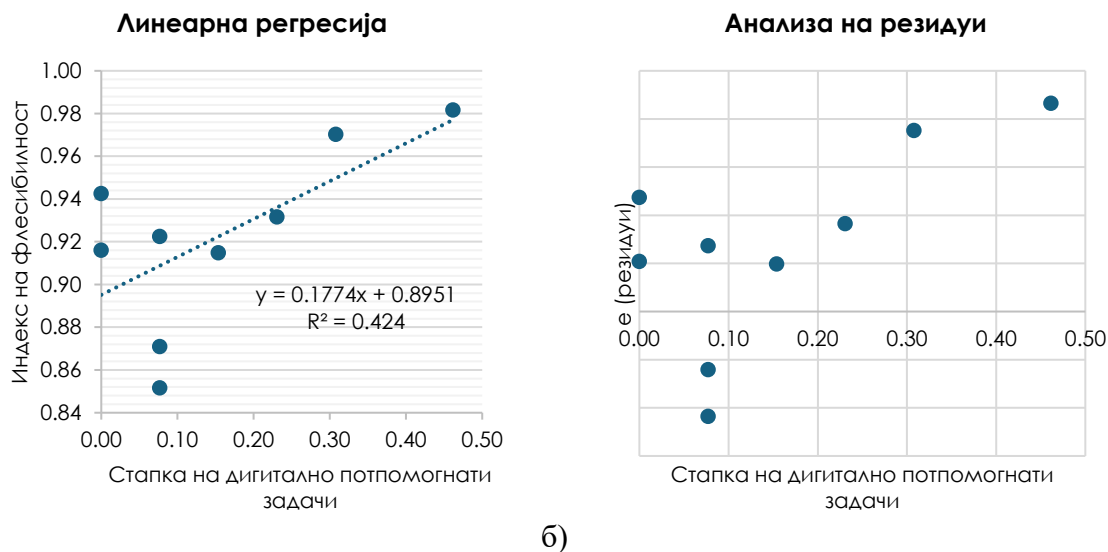 Линеарна регресија
Индекс на флесибилност
1.00
0.98
0.96
0.94
0.92
0.90
0.88
0.86
0.84
y = 0.1774x + 0.8951
R² = 0.424
0.00 0.10 0.20 0.30 0.40 0.50
Стапка на дигитално потпомогнати
задачи
Анализа на резидуи
е (резидуи)
0.00 0.10 0.20 0.30 0.40 0.50
Стапка на дигитално потпомогнати
задачи
б)